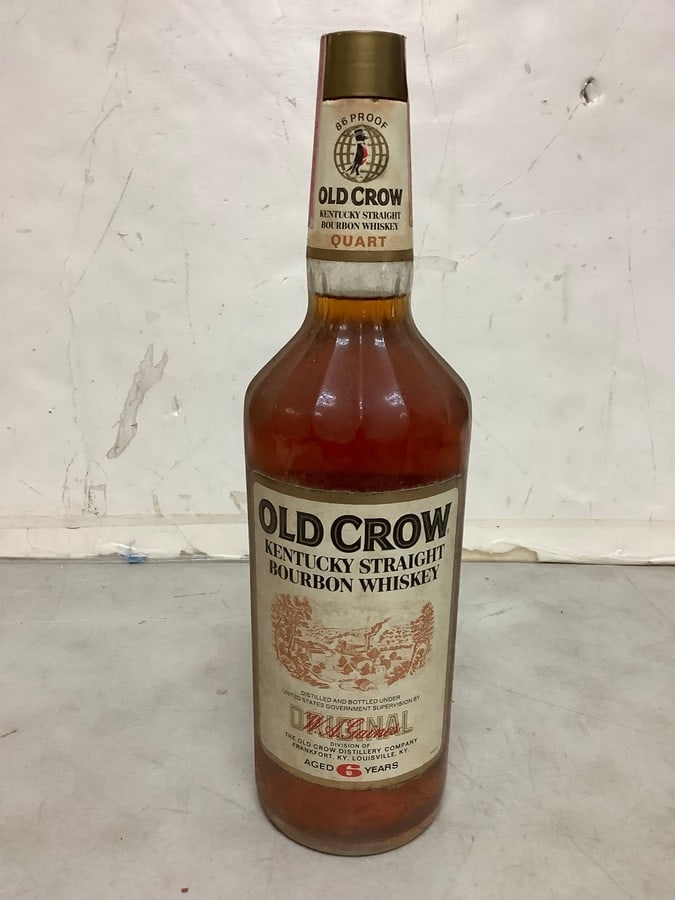 86 PROOF
OLD CROW
KENTUCKY STRAIGHT
BOURBON WHISKEY
QUART
OLD CROW
KENTUCKY STRAIGHT
BOURBON WHISKEY
DISTILLED AND BOTTLED UNDER
UNITED STATES GOVERNMENT SUPERVISION BY
ORIGINAL
W.A. Gaines
DIVISION OF
THE OLD CROW DISTILLERY COMPANY
FRANKFORT, KY. LOUISVILLE, KY.
AGED 6 YEARS